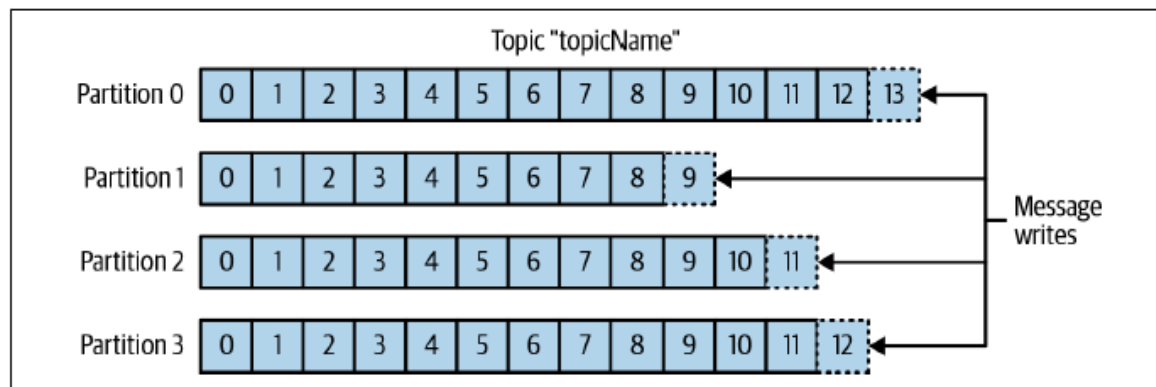 Topic "topicName"
Partition 0 0 1 2 3 4 5 6 7 8 9 10 11 12 13
Partition 1 0 1 2 3 4 5 6 7 8 9
Partition 2 0 1 2 3 4 5 6 7 8 9 10 11
Partition 3 0 1 2 3 4 5 6 7 8 9 10 11 12
Message
writes